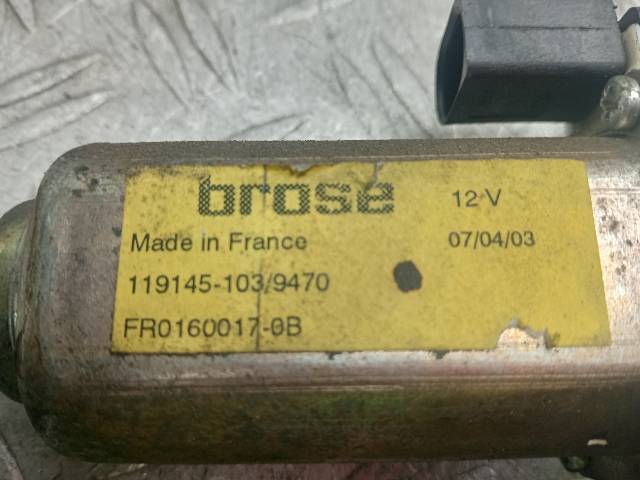 brose 12 V
Made in France 07/04/03
119145-103/9470
FR0160017-0B